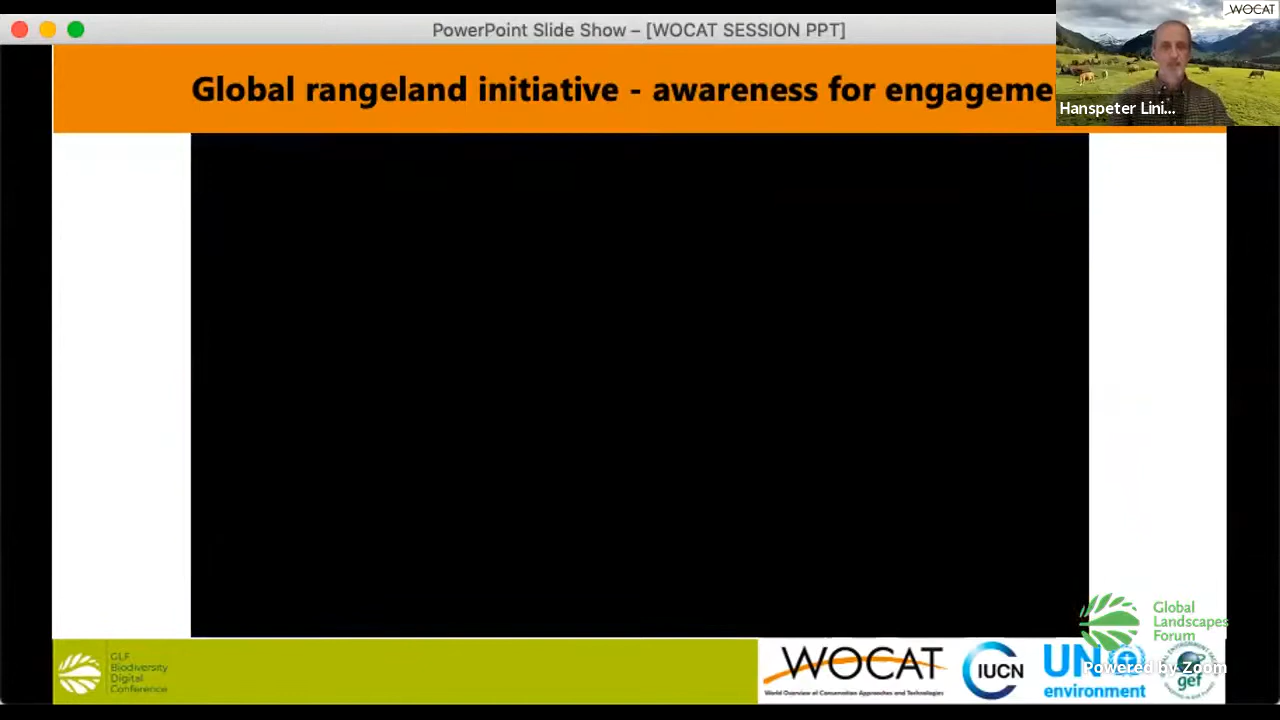 PowerPoint Slide Show – [WOCAT SESSION PPT]
WOCAT
Global rangeland initiative - awareness for engageme
Hanspeter Lini...
Global
Landscapes
Forum
GLF
Biodiversity
Digital
Conference
WOCAT
World Overview of Conservation Approaches and Technologies
IUCN
UN
environment
gef
Powered by Zoom